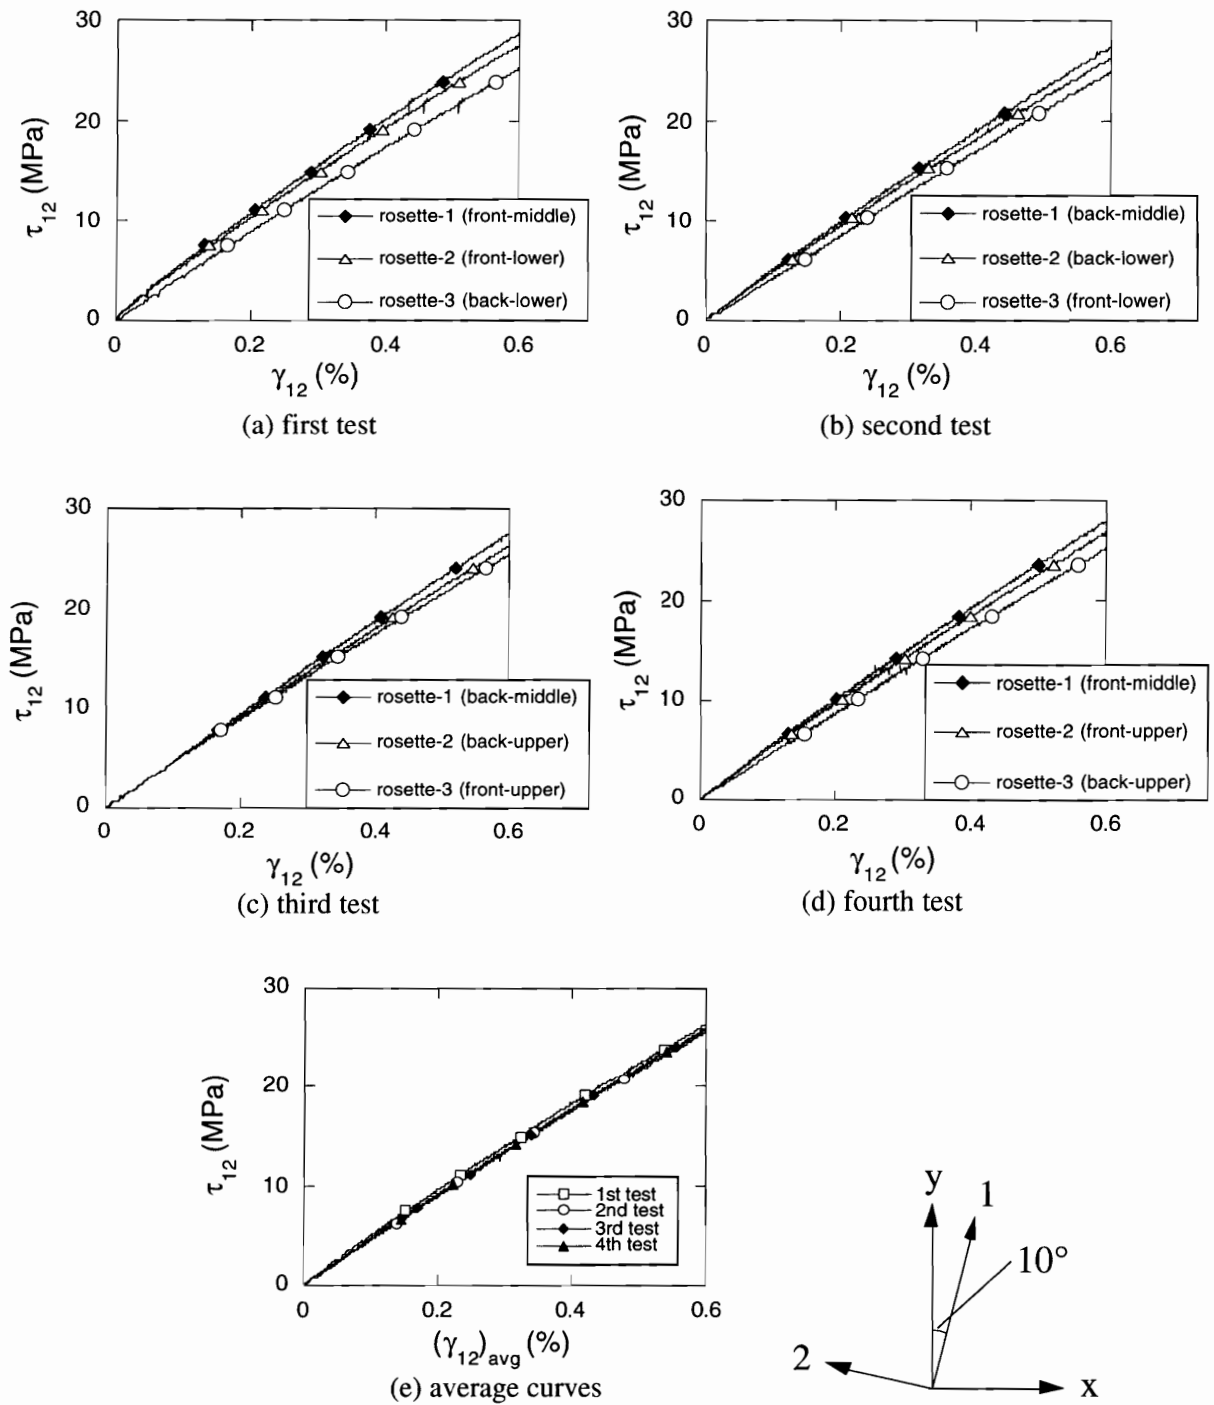 30
20
10
0
τ12 (MPa)
0 0.2 0.4 0.6
γ12 (%)
rosette-1 (front-middle)
rosette-2 (front-lower)
rosette-3 (back-lower)
(a) first test
30
20
10
0
τ12 (MPa)
0 0.2 0.4 0.6
γ12 (%)
rosette-1 (back-middle)
rosette-2 (back-lower)
rosette-3 (front-lower)
(b) second test
30
20
10
0
τ12 (MPa)
0 0.2 0.4 0.6
γ12 (%)
rosette-1 (back-middle)
rosette-2 (back-upper)
rosette-3 (front-upper)
(c) third test
30
20
10
0
τ12 (MPa)
0 0.2 0.4 0.6
γ12 (%)
rosette-1 (front-middle)
rosette-2 (front-upper)
rosette-3 (back-upper)
(d) fourth test
30
20
10
0
τ12 (MPa)
0 0.2 0.4 0.6
(γ12)avg (%)
1st test
2nd test
3rd test
4th test
(e) average curves
y
1
10°
2
x